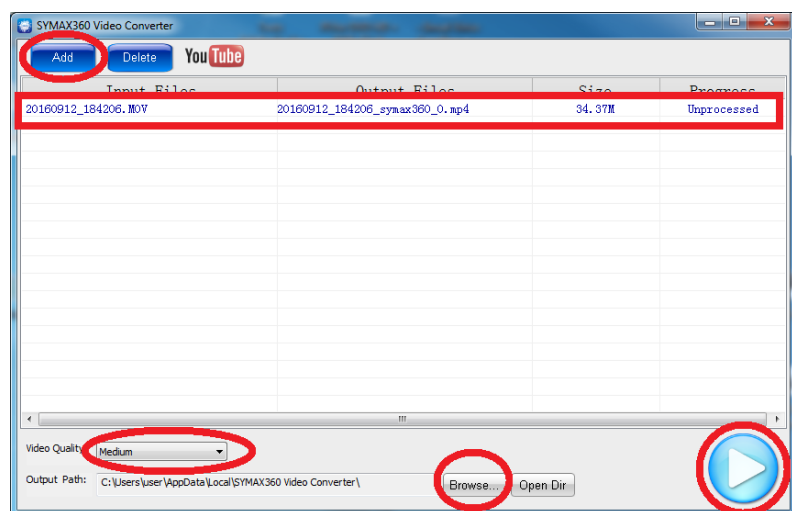 SYMAX360 Video Converter
Add Delete YouTube
Input Files Output Files Size Progress
20160912_184206.MOV 20160912_184206_symax360_0.mp4 34.37M Unprocessed
Video Quality Medium
Output Path: C:\Users\user\AppData\Local\SYMAX360 Video Converter\ Browse... Open Dir